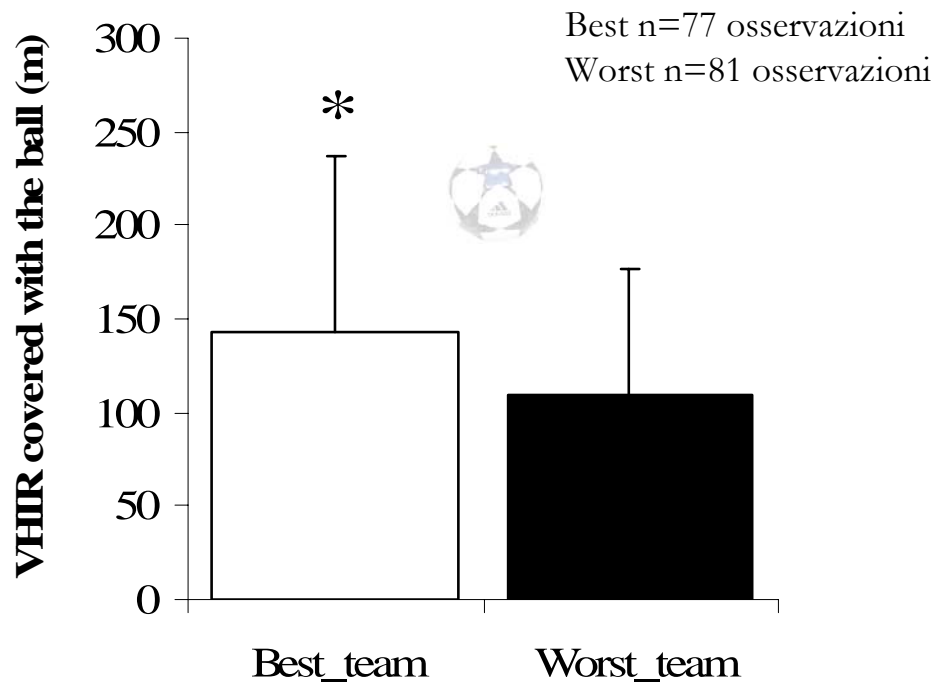 Best n=77 osservazioni
Worst n=81 osservazioni
VHIR covered with the ball (m)
300
250
200
150
100
50
0
*
Best_team
Worst_team